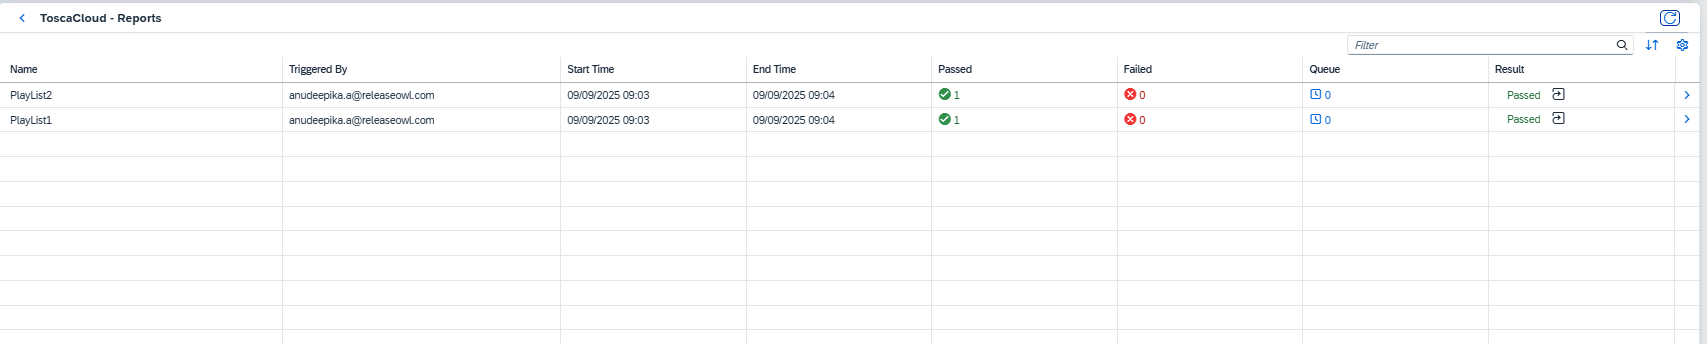 ToscaCloud - Reports
Filter
Name Triggered By Start Time End Time Passed Failed Queue Result
PlayList2 anudeepika.a@releaseowl.com 09/09/2025 09:03 09/09/2025 09:04 1 0 0 Passed
PlayList1 anudeepika.a@releaseowl.com 09/09/2025 09:03 09/09/2025 09:04 1 0 0 Passed